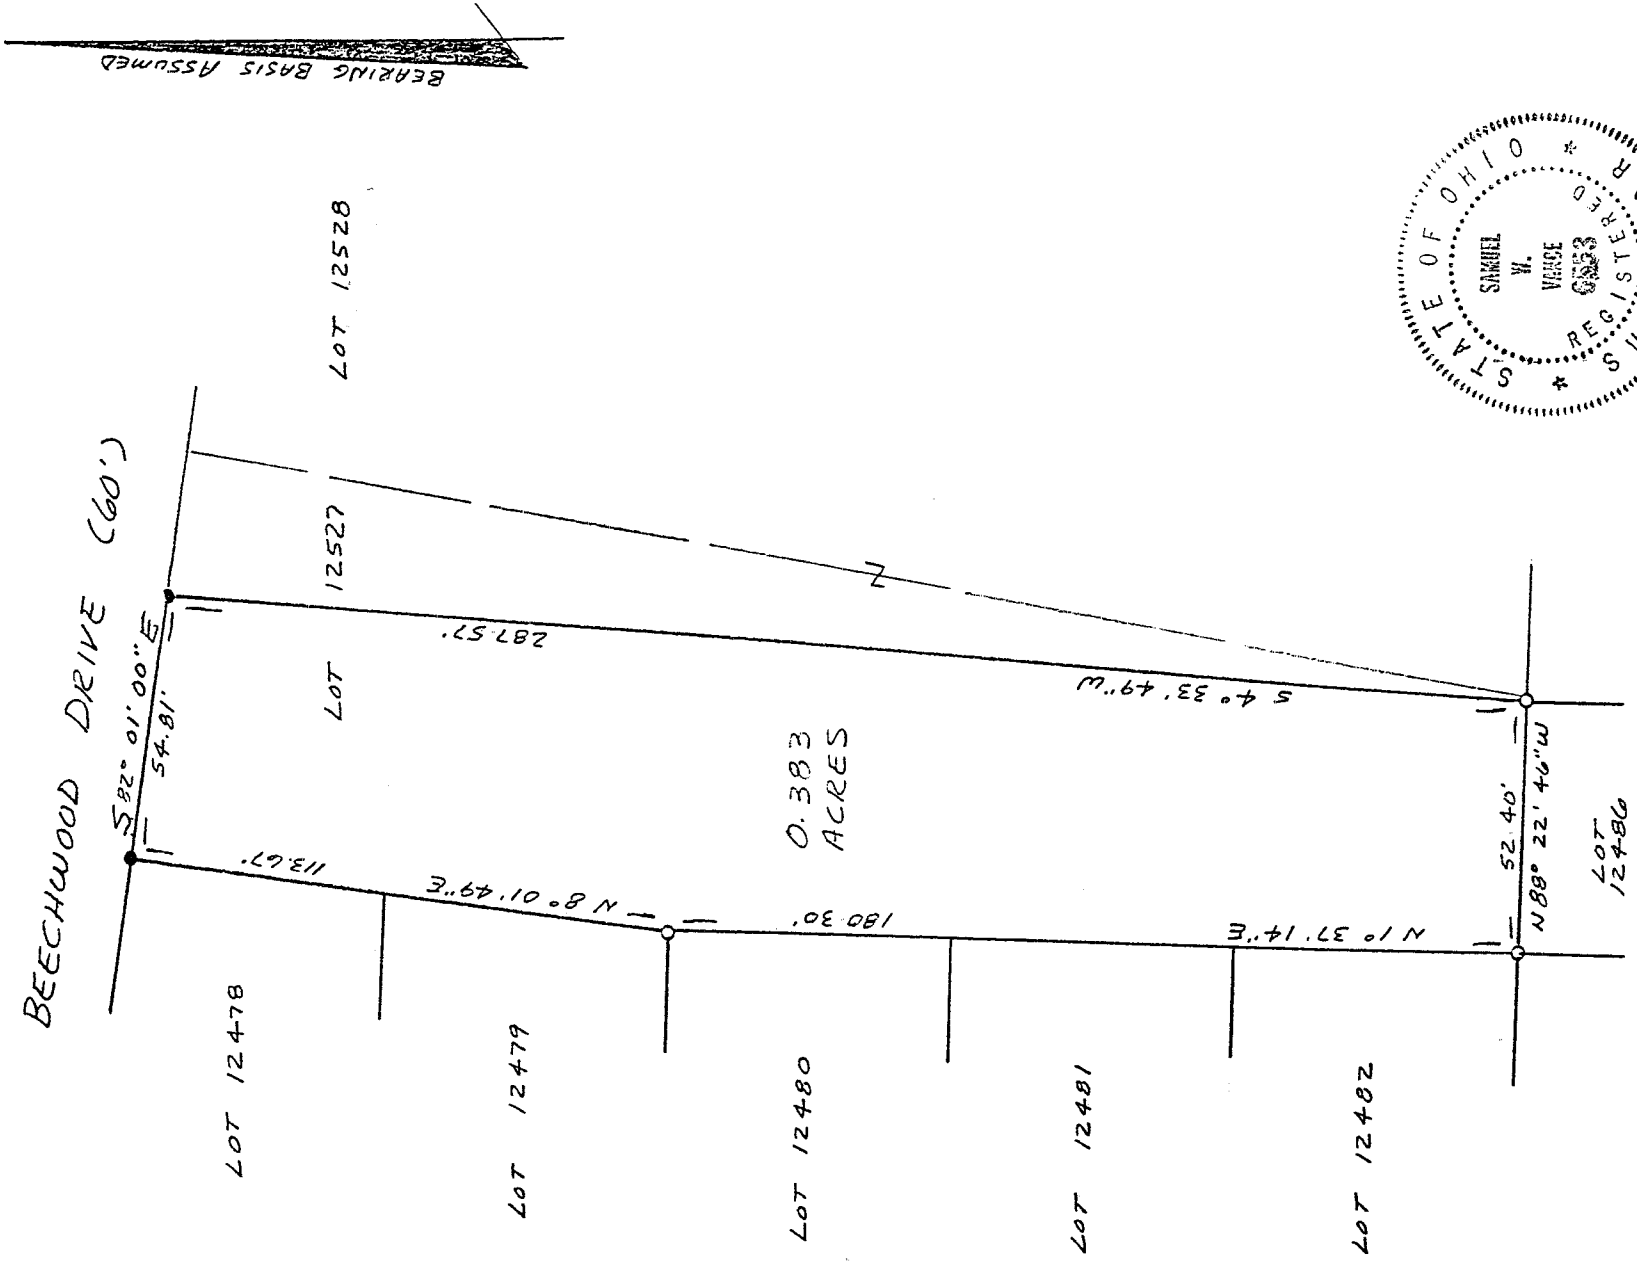 BEARING BASIS ASSUMED
BEECHWOOD DRIVE (60')
S 82° 01' 00" E
54.81'
LOT 12528
LOT 12527
287.57'
S 4° 33' 49" W
113.67'
N 8° 01' 49" E
180.30'
N 1° 37' 14" E
0.383
ACRES
52.40'
N 88° 22' 46" W
LOT
12486
LOT 12478
LOT 12479
LOT 12480
LOT 12481
LOT 12482
STATE OF OHIO
SAMUEL
W.
VANCE
REGISTERED